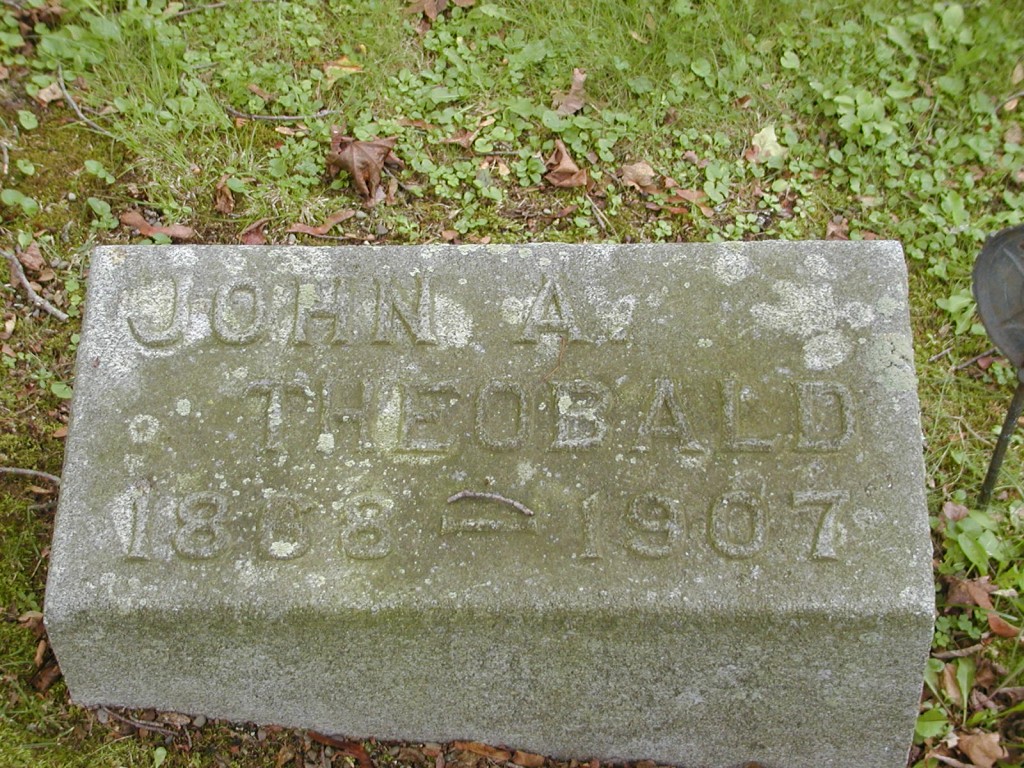 JOHN A.
THEOBALD
1868 – 1907